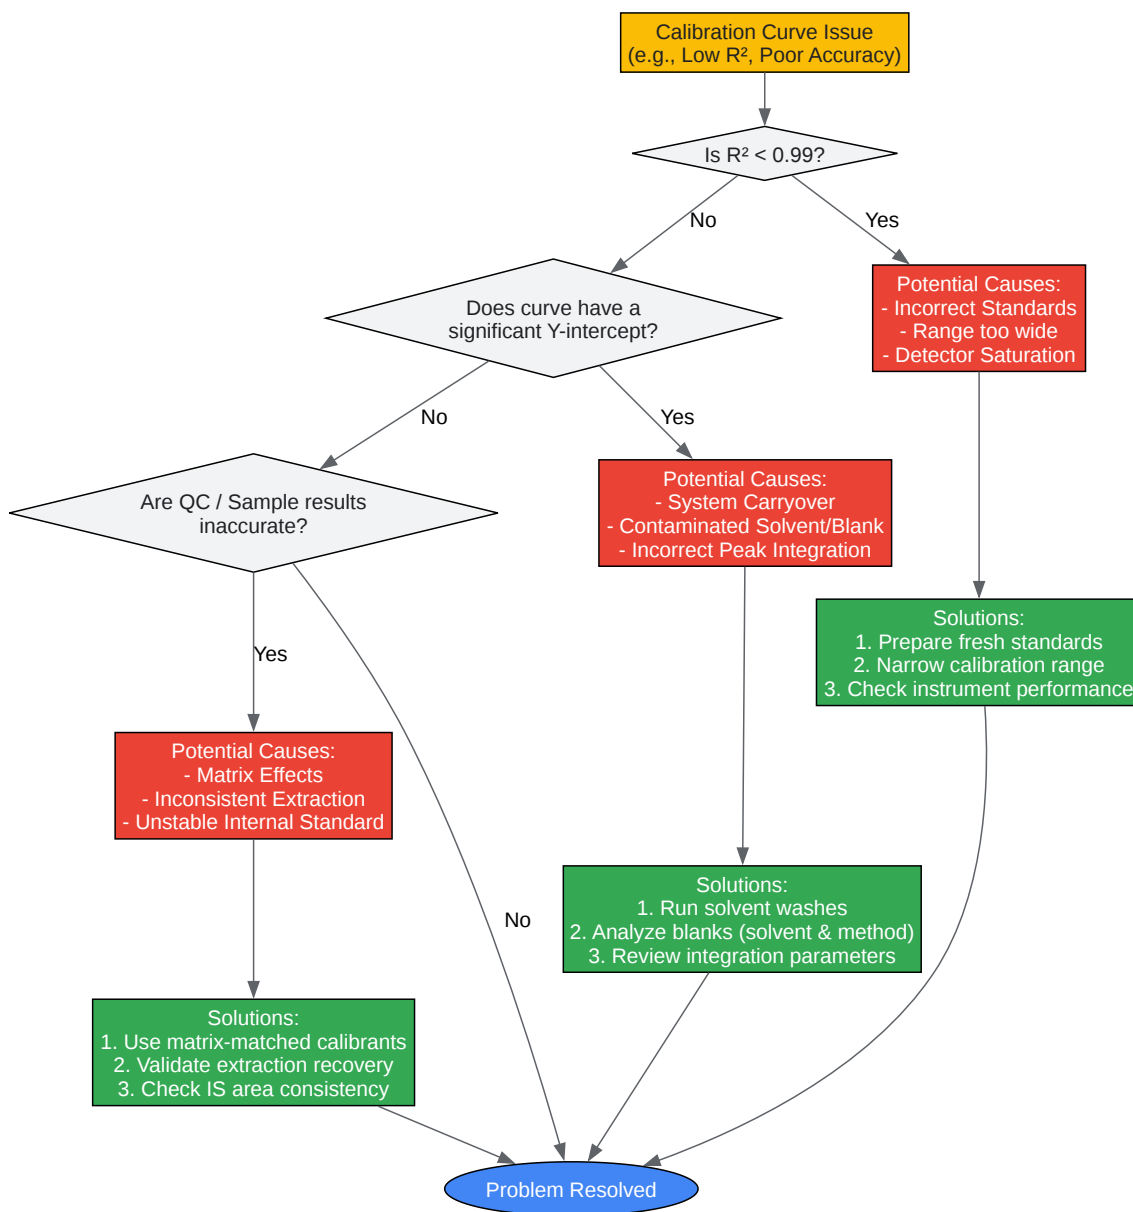 Calibration Curve Issue
(e.g., Low R², Poor Accuracy)
Is R² < 0.99?
No
Yes
Does curve have a
significant Y-intercept?
Potential Causes:
- Incorrect Standards
- Range too wide
- Detector Saturation
No
Yes
Are QC / Sample results
inaccurate?
Potential Causes:
- System Carryover
- Contaminated Solvent/Blank
- Incorrect Peak Integration
Solutions:
1. Prepare fresh standards
2. Narrow calibration range
3. Check instrument performance
Yes
Potential Causes:
- Matrix Effects
- Inconsistent Extraction
- Unstable Internal Standard
No
Solutions:
1. Run solvent washes
2. Analyze blanks (solvent & method)
3. Review integration parameters
Solutions:
1. Use matrix-matched calibrants
2. Validate extraction recovery
3. Check IS area consistency
Problem Resolved